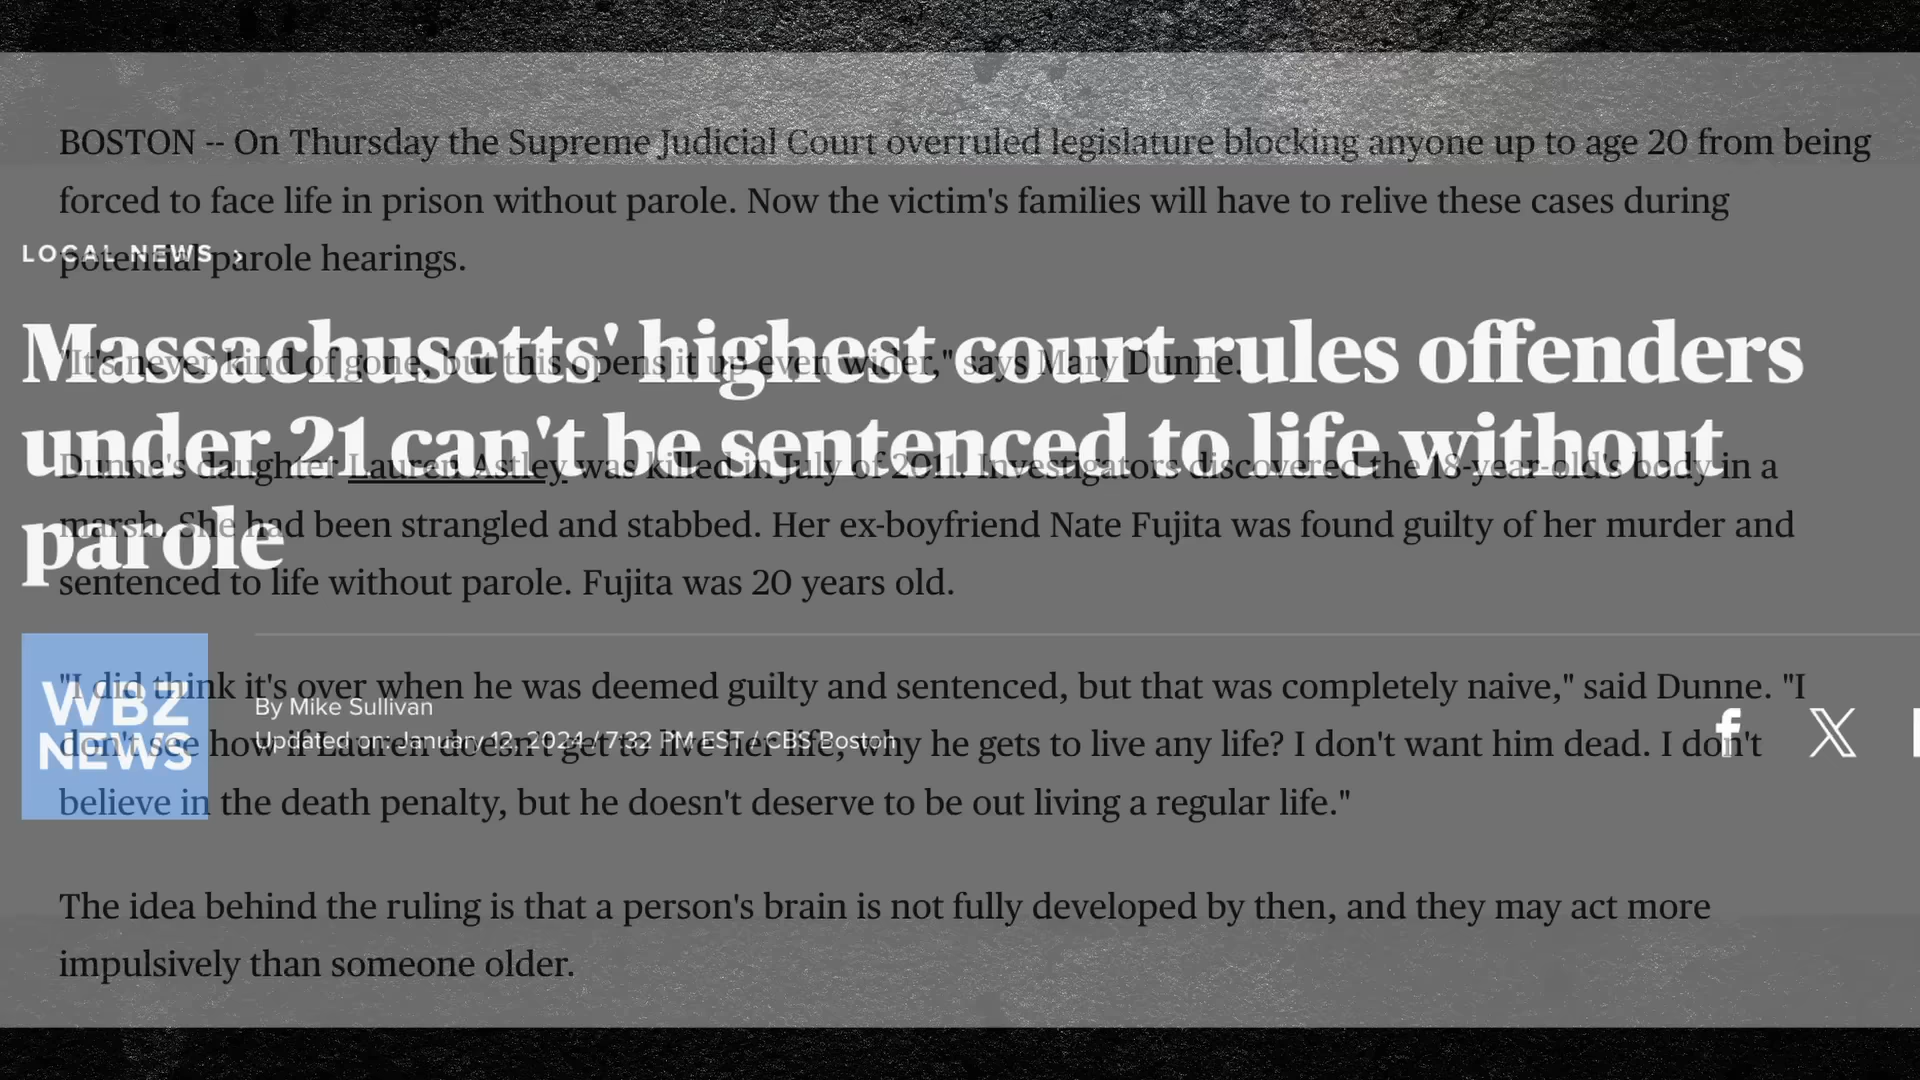 BOSTON -- On Thursday the Supreme Judicial Court overruled legislature blocking anyone up to age 20 from being
forced to face life in prison without parole. Now the victim's families will have to relive these cases during
potential parole hearings.
LOCAL NEWS ›
Massachusetts' highest court rules offenders
under 21 can't be sentenced to life without
parole
"It's never kind of gone, but this opens it up even wider," says Mary Dunne.
Dunne's daughter Lauren Astley was killed in July of 2011. Investigators discovered the 18-year-old's body in a
marsh. She had been strangled and stabbed. Her ex-boyfriend Nate Fujita was found guilty of her murder and
sentenced to life without parole. Fujita was 20 years old.
WBZ
NEWS
By Mike Sullivan
Updated on: January 12, 2024 / 7:32 PM EST / CBS Boston
"I did think it's over when he was deemed guilty and sentenced, but that was completely naive," said Dunne. "I
don't see how if Lauren doesn't get to live her life, why he gets to live any life? I don't want him dead. I don't
believe in the death penalty, but he doesn't deserve to be out living a regular life."
The idea behind the ruling is that a person's brain is not fully developed by then, and they may act more
impulsively than someone older.